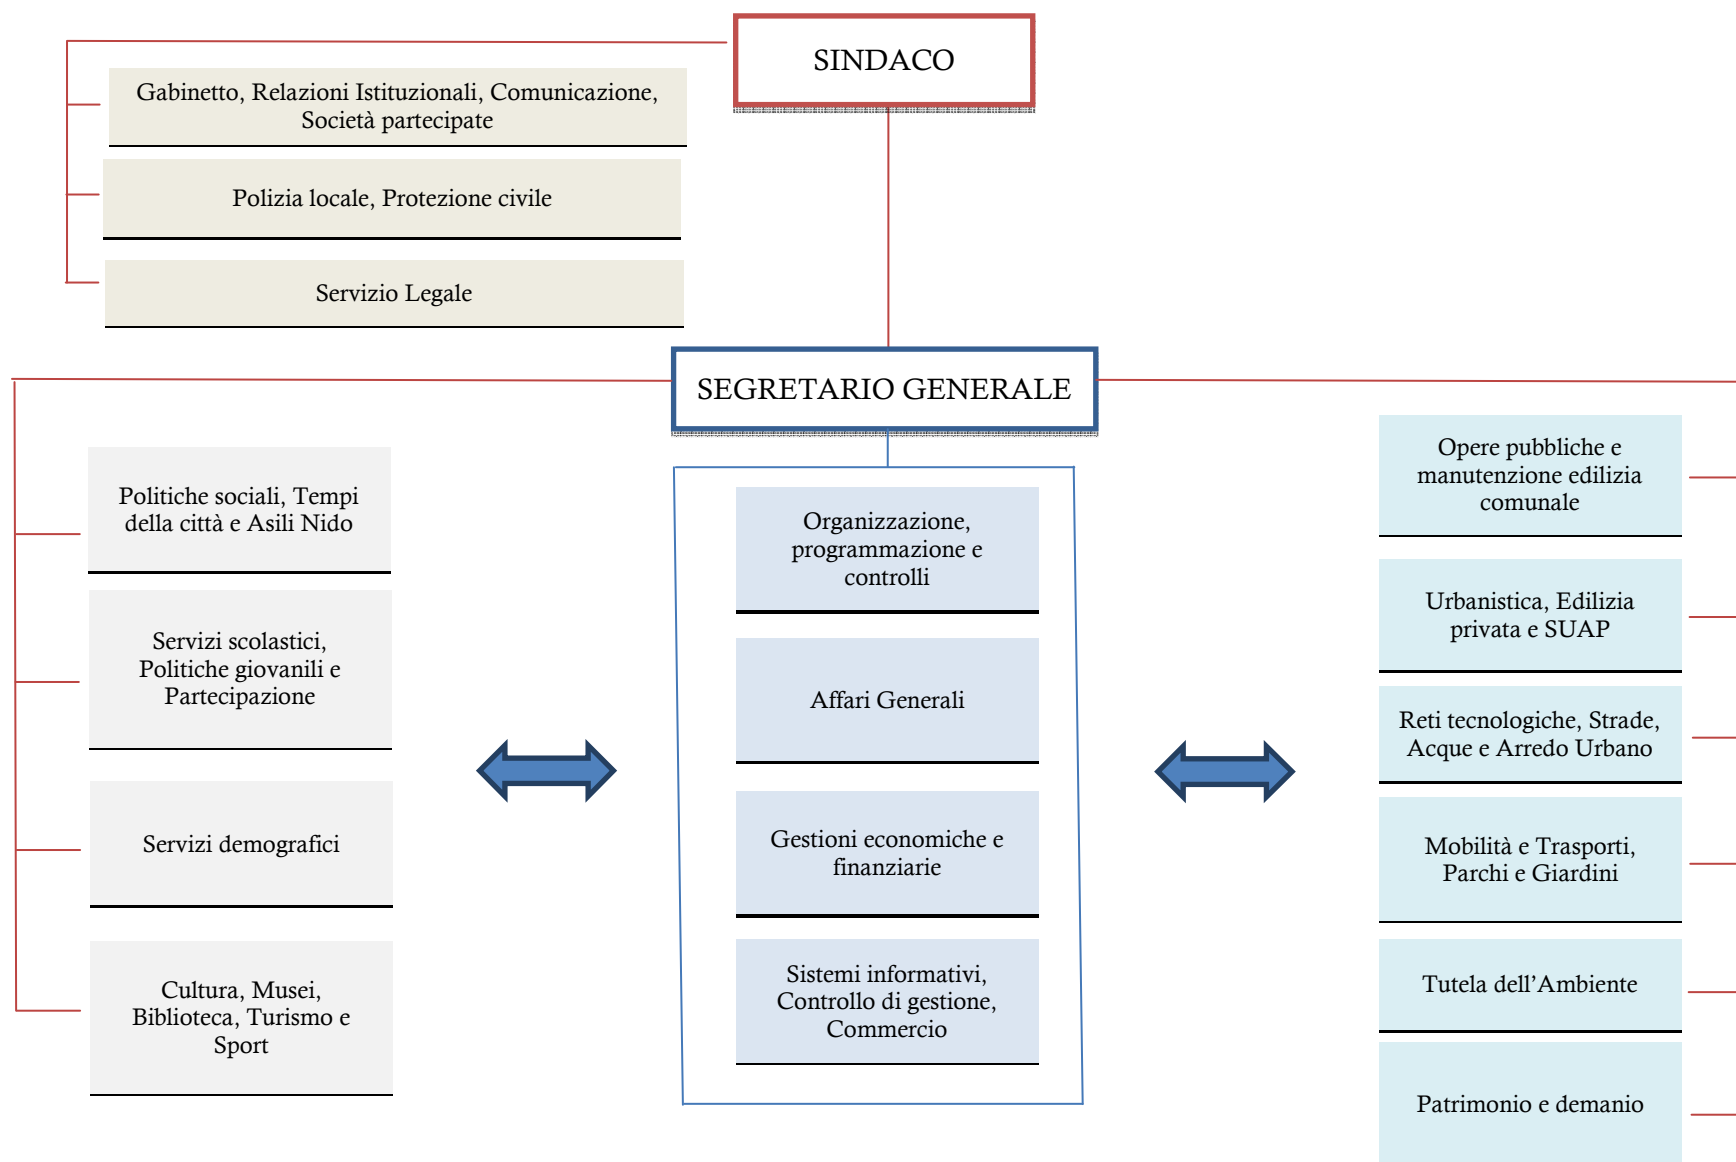 SINDACO
Gabinetto, Relazioni Istituzionali, Comunicazione,
Società partecipate
Polizia locale, Protezione civile
Servizio Legale
SEGRETARIO GENERALE
Politiche sociali, Tempi
della città e Asili Nido
Servizi scolastici,
Politiche giovanili e
Partecipazione
Servizi demografici
Cultura, Musei,
Biblioteca, Turismo e
Sport
Organizzazione,
programmazione e
controlli
Affari Generali
Gestioni economiche e
finanziarie
Sistemi informativi,
Controllo di gestione,
Commercio
Opere pubbliche e
manutenzione edilizia
comunale
Urbanistica, Edilizia
privata e SUAP
Reti tecnologiche, Strade,
Acque e Arredo Urbano
Mobilità e Trasporti,
Parchi e Giardini
Tutela dell’Ambiente
Patrimonio e demanio